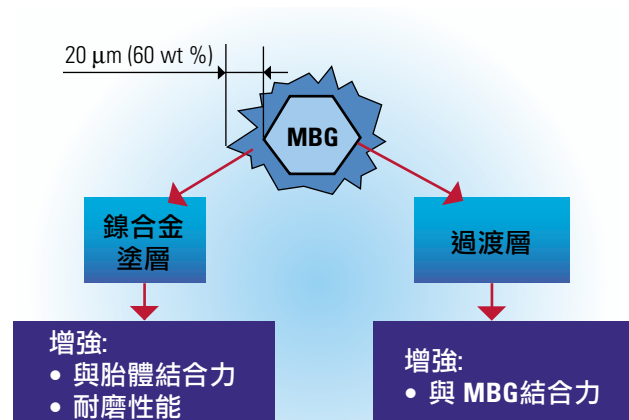 20 μm (60 wt %)
MBG
鎳合金
塗層
過渡層
增強:
• 與胎體結合力
• 耐磨性能
增強:
• 與 MBG結合力